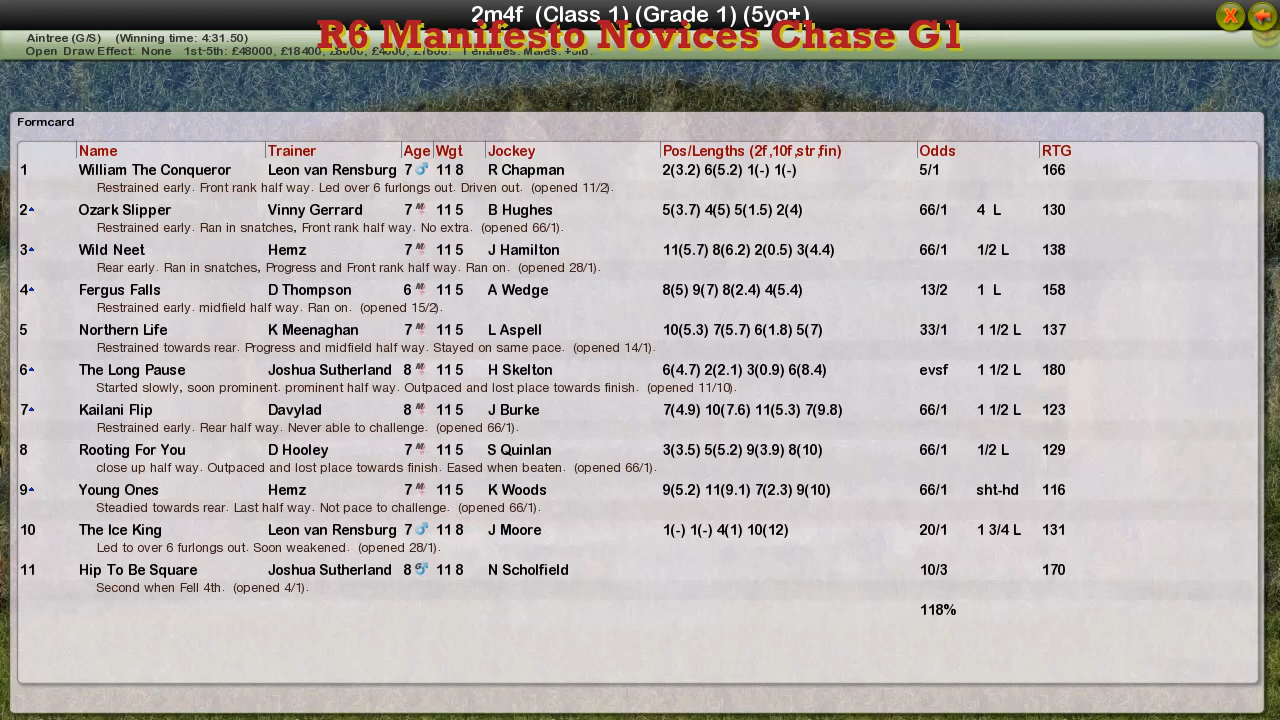 2m4f (Class 1) (Grade 1) (5yo+)
R6 Manifesto Novices Chase G1
Aintree (G/S) (Winning time: 4:31.50)
Open Draw Effect: None 1st-5th: £48000, £18400, £8000, £4000, £1600. Penalties: Males: +3lb.
Formcard
Name Trainer Age Wgt Jockey Pos/Lengths (2f,10f,str,fin) Odds RTG
1 William The Conqueror Leon van Rensburg 7 11 8 R Chapman 2(3.2) 6(5.2) 1(-) 1(-) 5/1 166
Restrained early. Front rank half way. Led over 6 furlongs out. Driven out. (opened 11/2).
2 Ozark Slipper Vinny Gerrard 7 11 5 B Hughes 5(3.7) 4(5) 5(1.5) 2(4) 66/1 4 L 130
Restrained early. Ran in snatches, Front rank half way. No extra. (opened 66/1).
3 Wild Neet Hemz 7 11 5 J Hamilton 11(5.7) 8(6.2) 2(0.5) 3(4.4) 66/1 1/2 L 138
Rear early. Ran in snatches, Progress and Front rank half way. Ran on. (opened 28/1).
4 Fergus Falls D Thompson 6 11 5 A Wedge 8(5) 9(7) 8(2.4) 4(5.4) 13/2 1 L 158
Restrained early. midfield half way. Ran on. (opened 15/2).
5 Northern Life K Meenaghan 7 11 5 L Aspell 10(5.3) 7(5.7) 6(1.8) 5(7) 33/1 1 1/2 L 137
Restrained towards rear. Progress and midfield half way. Stayed on same pace. (opened 14/1).
6 The Long Pause Joshua Sutherland 8 11 5 H Skelton 6(4.7) 2(2.1) 3(0.9) 6(8.4) evsf 1 1/2 L 180
Started slowly, soon prominent. prominent half way. Outpaced and lost place towards finish. (opened 11/10).
7 Kailani Flip Davylad 8 11 5 J Burke 7(4.9) 10(7.6) 11(5.3) 7(9.8) 66/1 1 1/2 L 123
Restrained early. Rear half way. Never able to challenge. (opened 66/1).
8 Rooting For You D Hooley 7 11 5 S Quinlan 3(3.5) 5(5.2) 9(3.9) 8(10) 66/1 1/2 L 129
close up half way. Outpaced and lost place towards finish. Eased when beaten. (opened 66/1).
9 Young Ones Hemz 7 11 5 K Woods 9(5.2) 11(9.1) 7(2.3) 9(10) 66/1 sht-hd 116
Steadied towards rear. Last half way. Not pace to challenge. (opened 66/1).
10 The Ice King Leon van Rensburg 7 11 8 J Moore 1(-) 1(-) 4(1) 10(12) 20/1 1 3/4 L 131
Led to over 6 furlongs out. Soon weakened. (opened 28/1).
11 Hip To Be Square Joshua Sutherland 8 11 8 N Scholfield 10/3 170
Second when Fell 4th. (opened 4/1).
118%